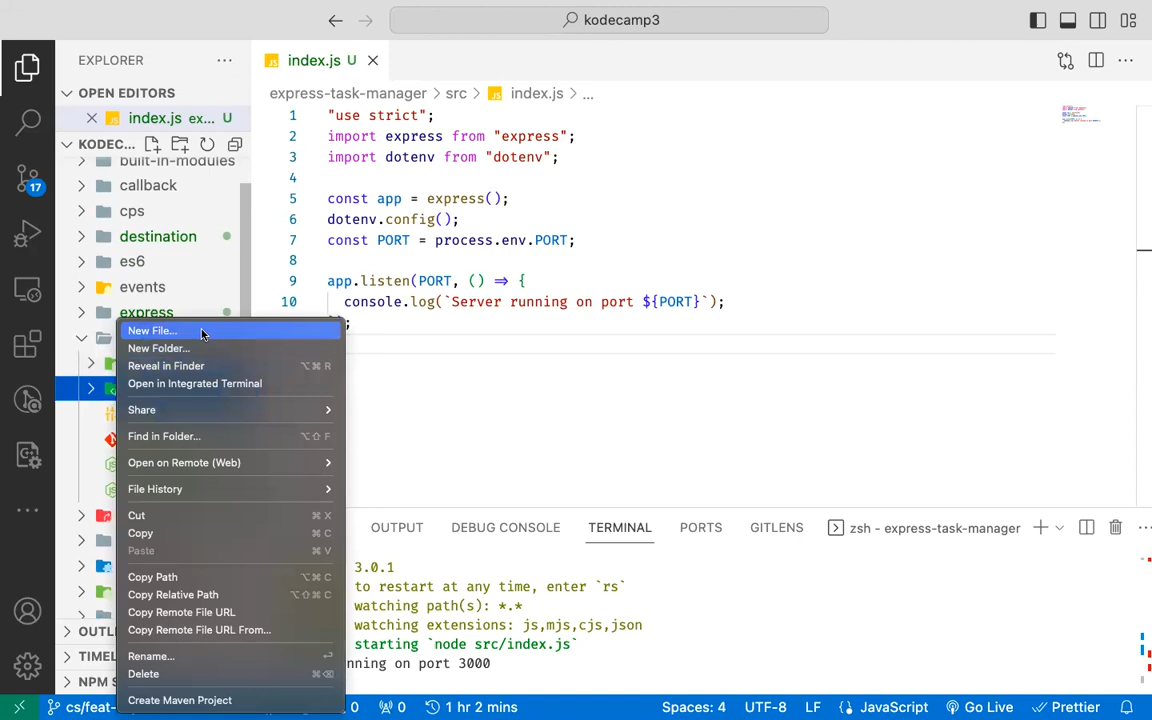 kodecamp3
EXPLORER
OPEN EDITORS
index.js ex... U
KODEC...
built-in-modules
callback
cps
destination
es6
events
express
index.js U
express-task-manager > src > index.js > ...
1 "use strict";
2 import express from "express";
3 import dotenv from "dotenv";
4
5 const app = express();
6 dotenv.config();
7 const PORT = process.env.PORT;
8
9 app.listen(PORT, () => {
10 console.log(`Server running on port ${PORT}`);
;
New File...
New Folder...
Reveal in Finder ⌥⌘ R
Open in Integrated Terminal
Share
Find in Folder... ⌥⇧ F
Open on Remote (Web)
File History
Cut ⌘ X
Copy ⌘ C
Paste ⌘ V
Copy Path ⌥⌘ C
Copy Relative Path ⌥⇧⌘ C
Copy Remote File URL
Copy Remote File URL From...
Rename...
Delete
Create Maven Project
17
OUTL
TIMEL
NPM S
OUTPUT DEBUG CONSOLE TERMINAL PORTS GITLENS zsh - express-task-manager
3.0.1
to restart at any time, enter `rs`
watching path(s): *.*
watching extensions: js,mjs,cjs,json
starting `node src/index.js`
nning on port 3000
cs/feat- 0 0 1 hr 2 mins Spaces: 4 UTF-8 LF JavaScript Go Live Prettier